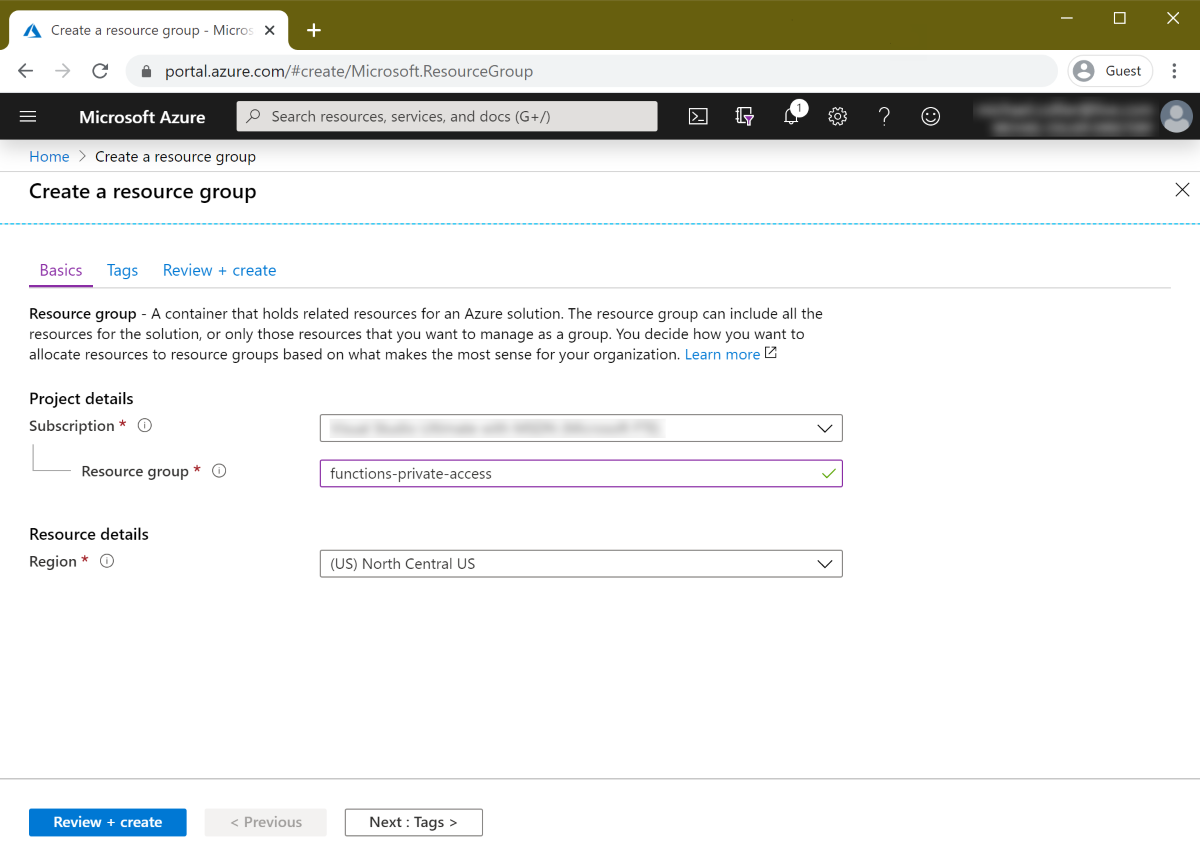 Create a resource group - Micros
portal.azure.com/#create/Microsoft.ResourceGroup
Guest
Microsoft Azure
Search resources, services, and docs (G+/)
1
Home > Create a resource group
Create a resource group
Basics
Tags
Review + create
Resource group - A container that holds related resources for an Azure solution. The resource group can include all the
resources for the solution, or only those resources that you want to manage as a group. You decide how you want to
allocate resources to resource groups based on what makes the most sense for your organization. Learn more
Project details
Subscription *
Resource group *
functions-private-access
Resource details
Region *
(US) North Central US
Review + create
< Previous
Next : Tags >